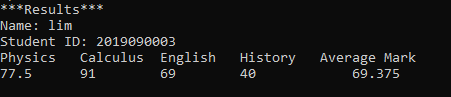 ***Results***
Name: lim
Student ID: 2019090003
Physics Calculus English History Average Mark
77.5 91 69 40 69.375